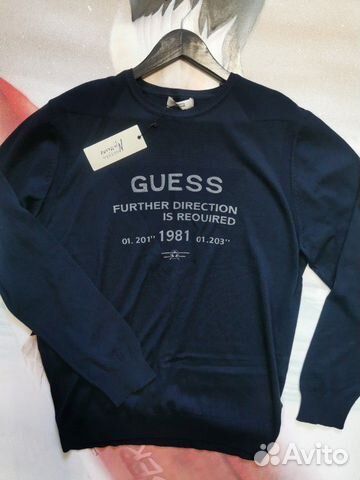 GUESS
FURTHER DIRECTION
IS REQUIRED
01. 201'' 1981 01.203''
Avito